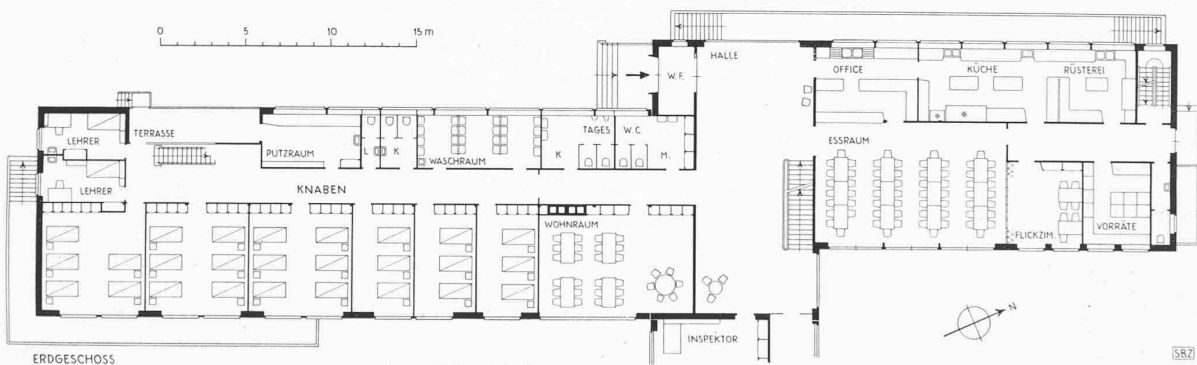 0 5 10 15 m
HALLE
W.F.
OFFICE
KÜCHE
RÜSTEREI
LEHRER
TERRASSE
PUTZRAUM
L
K
WASCHRAUM
K
TAGES W.C.
M.
ESSRAUM
LEHRER
KNABEN
WOHNRAUM
FLICKZIM.
VORRÄTE
INSPEKTOR
N
ERDGESCHOSS
SBZ